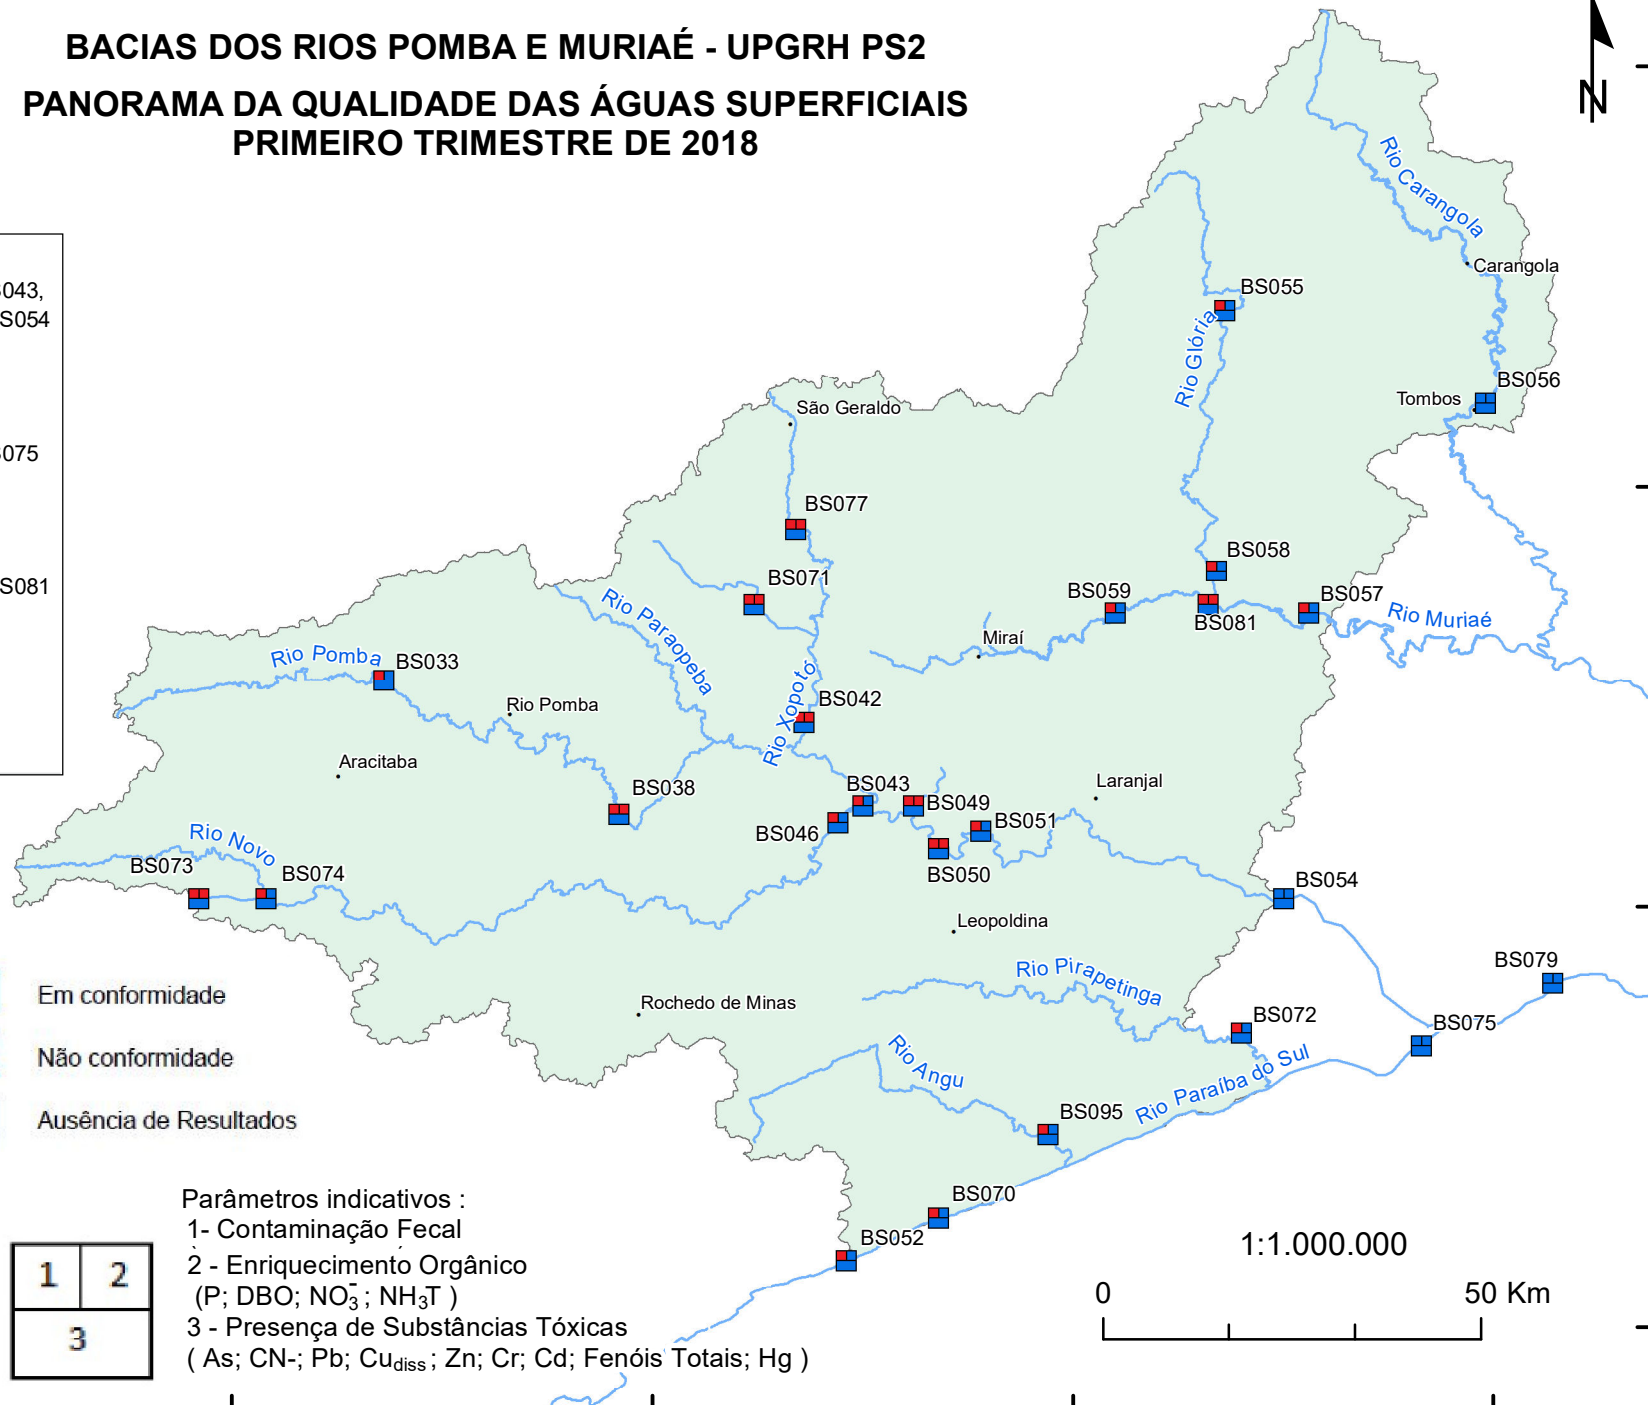 BACIAS DOS RIOS POMBA E MURIAÉ - UPGRH PS2
PANORAMA DA QUALIDADE DAS ÁGUAS SUPERFICIAIS
PRIMEIRO TRIMESTRE DE 2018
N
043,
S054
075
S081
Rio Carangola
Carangola
BS055
Rio Glória
BS056
Tombos
São Geraldo
BS077
BS071
BS058
BS059
BS081
BS057
Rio Muriaé
Miraí
Rio Paraopeba
Rio Xopotó
Rio Pomba
BS033
Rio Pomba
BS042
Aracitaba
BS038
BS043
BS049
BS046
BS051
BS050
Laranjal
Rio Novo
BS073
BS074
BS054
Leopoldina
BS079
Rio Pirapetinga
BS072
BS075
Rochedo de Minas
Rio Angu
Rio Paraíba do Sul
BS095
BS070
BS052
Em conformidade
Não conformidade
Ausência de Resultados
1 2
3
Parâmetros indicativos :
1- Contaminação Fecal
2 - Enriquecimento Orgânico
(P; DBO; NO₃⁻; NH₃T )
3 - Presença de Substâncias Tóxicas
( As; CN-; Pb; Cudiss ; Zn; Cr; Cd; Fenóis Totais; Hg )
1:1.000.000
0 50 Km